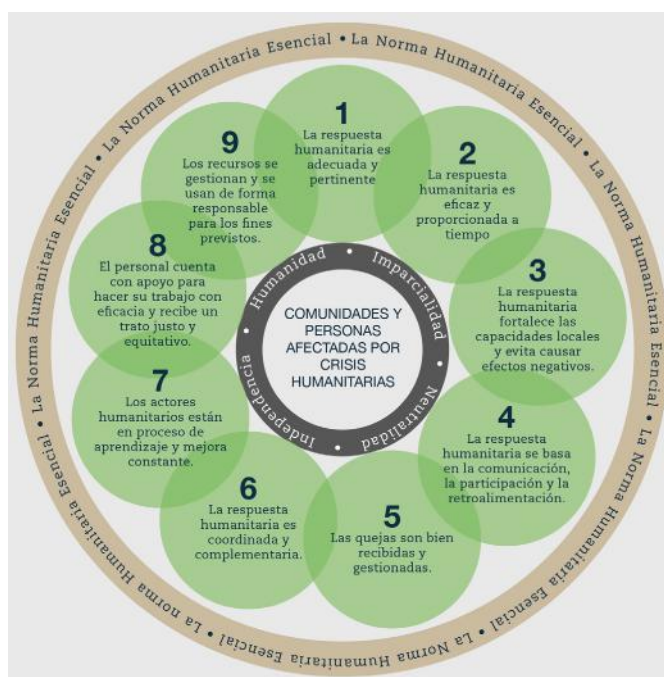 La Norma Humanitaria Esencial • La Norma Humanitaria Esencial • La Norma Humanitaria Esencial • La Norma Humanitaria Esencial • La norma Humanitaria Esencial • La Norma Humanitaria Esencial • La Norma Humanitaria Esencial •
1
La respuesta
humanitaria es
adecuada y
pertinente
2
La respuesta
humanitaria es
eficaz y
proporcionada a
tiempo
3
La respuesta
humanitaria
fortalece las
capacidades locales
y evita causar
efectos negativos.
4
La respuesta
humanitaria se basa
en la comunicación,
la participación y la
retroalimentación.
5
Las quejas son bien
recibidas y
gestionadas.
6
La respuesta
humanitaria es
coordinada y
complementaria.
7
Los actores
humanitarios están
en proceso de
aprendizaje y mejora
constante.
8
El personal cuenta
con apoyo para
hacer su trabajo con
eficacia y recibe un
trato justo y
equitativo.
9
Los recursos se
gestionan y se
usan de forma
responsable
para los fines
previstos.
Humanidad • Imparcialidad • Neutralidad • Independencia •
COMUNIDADES Y
PERSONAS
AFECTADAS POR
CRISIS
HUMANITARIAS